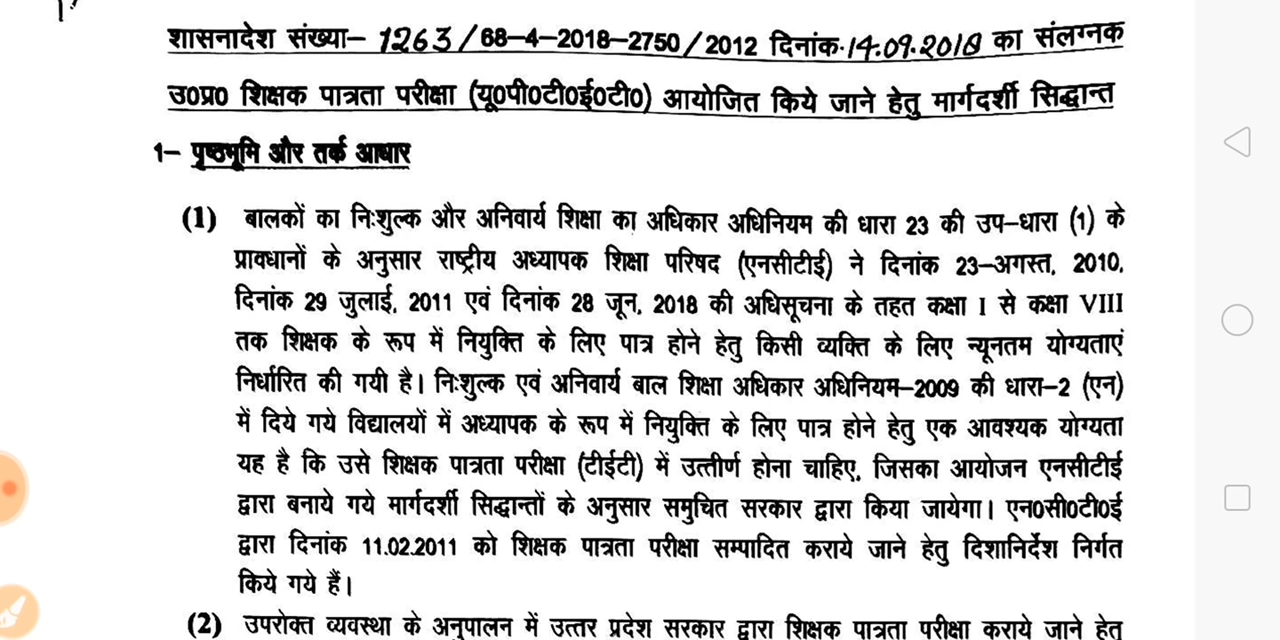 शासनादेश संख्या– 1263/68–4–2018–2750/2012 दिनांक·14.09.2018 का संलग्नक
उ0प्र0 शिक्षक पात्रता परीक्षा (यू0पी0टी0ई0टी0) आयोजित किये जाने हेतु मार्गदर्शी सिद्धान्त
1– पृष्ठभूमि और तर्क आधार
(1) बालकों का निःशुल्क और अनिवार्य शिक्षा का अधिकार अधिनियम की धारा 23 की उप–धारा (1) के
प्रावधानों के अनुसार राष्ट्रीय अध्यापक शिक्षा परिषद (एनसीटीई) ने दिनांक 23–अगस्त, 2010,
दिनांक 29 जुलाई, 2011 एवं दिनांक 28 जून, 2018 की अधिसूचना के तहत कक्षा I से कक्षा VIII
तक शिक्षक के रूप में नियुक्ति के लिए पात्र होने हेतु किसी व्यक्ति के लिए न्यूनतम योग्यताएं
निर्धारित की गयी है। निःशुल्क एवं अनिवार्य बाल शिक्षा अधिकार अधिनियम–2009 की धारा–2 (एन)
में दिये गये विद्यालयों में अध्यापक के रूप में नियुक्ति के लिए पात्र होने हेतु एक आवश्यक योग्यता
यह है कि उसे शिक्षक पात्रता परीक्षा (टीईटी) में उत्तीर्ण होना चाहिए, जिसका आयोजन एनसीटीई
द्वारा बनाये गये मार्गदर्शी सिद्धान्तों के अनुसार समुचित सरकार द्वारा किया जायेगा। एन0सी0टी0ई
द्वारा दिनांक 11.02.2011 को शिक्षक पात्रता परीक्षा सम्पादित कराये जाने हेतु दिशानिर्देश निर्गत
किये गये हैं।
(2) उपरोक्त व्यवस्था के अनुपालन में उत्तर प्रदेश सरकार द्वारा शिक्षक पात्रता परीक्षा कराये जाने हेतु